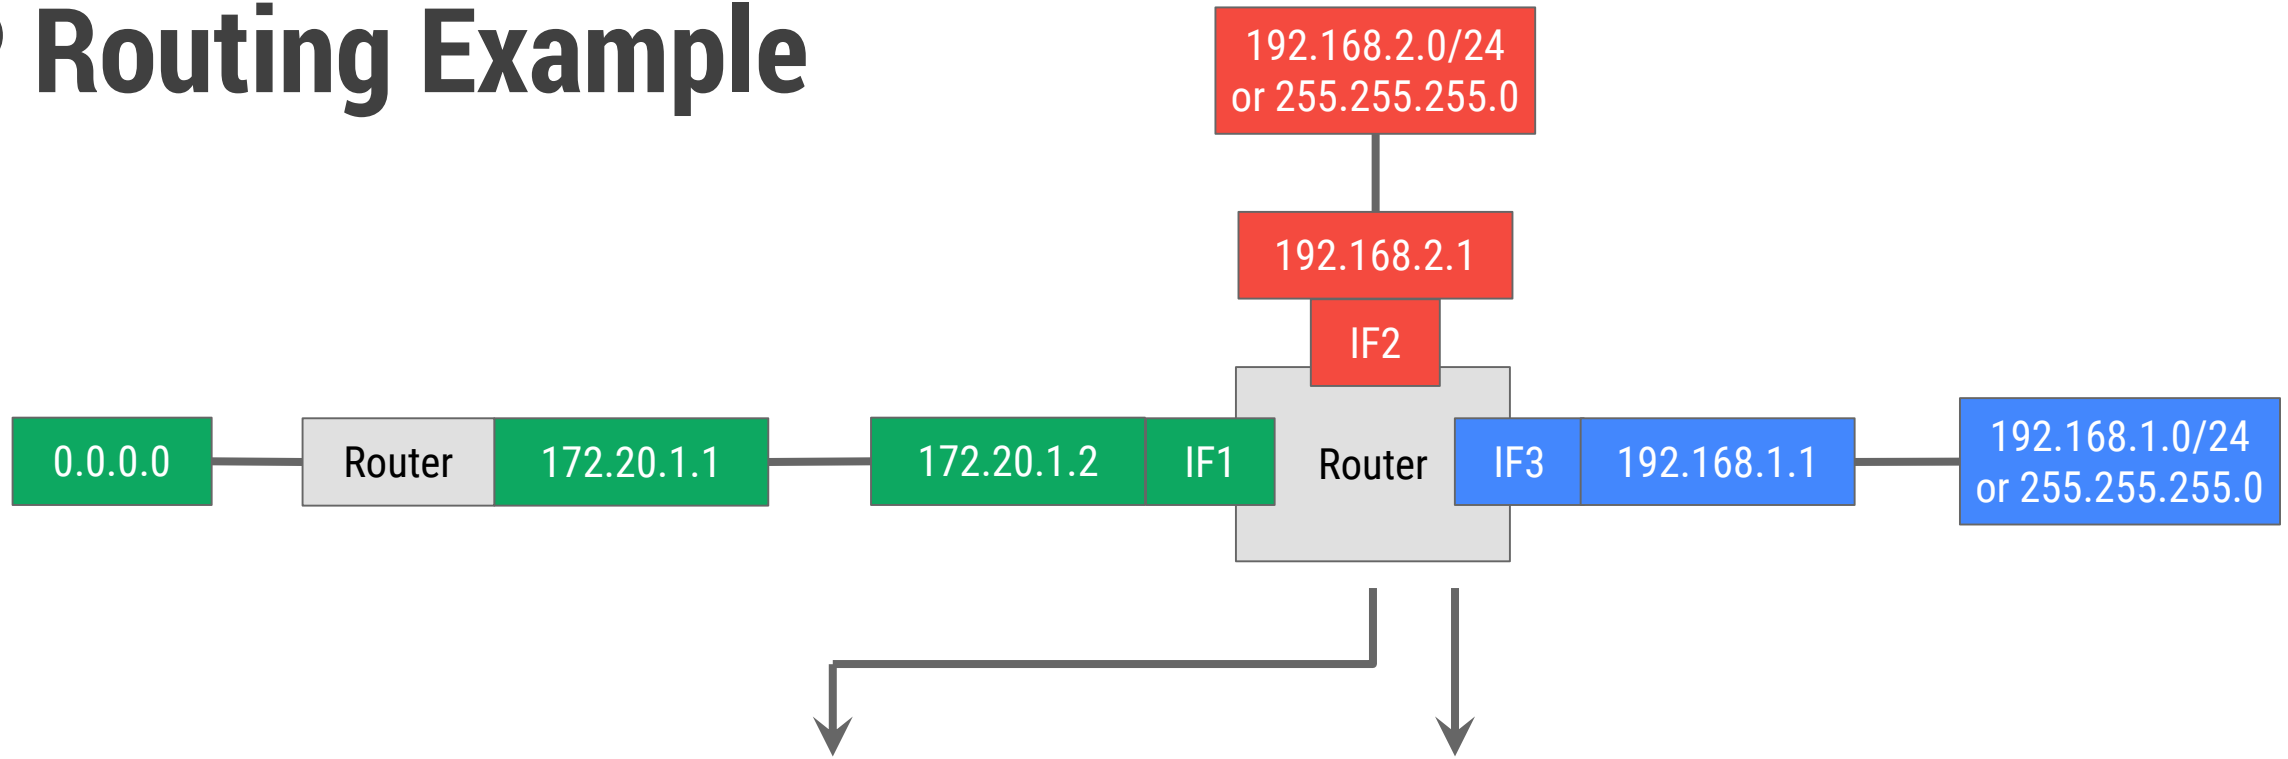 Routing Example
192.168.2.0/24
or 255.255.255.0
192.168.2.1
IF2
0.0.0.0
Router
172.20.1.1
172.20.1.2
IF1
Router
IF3
192.168.1.1
192.168.1.0/24
or 255.255.255.0